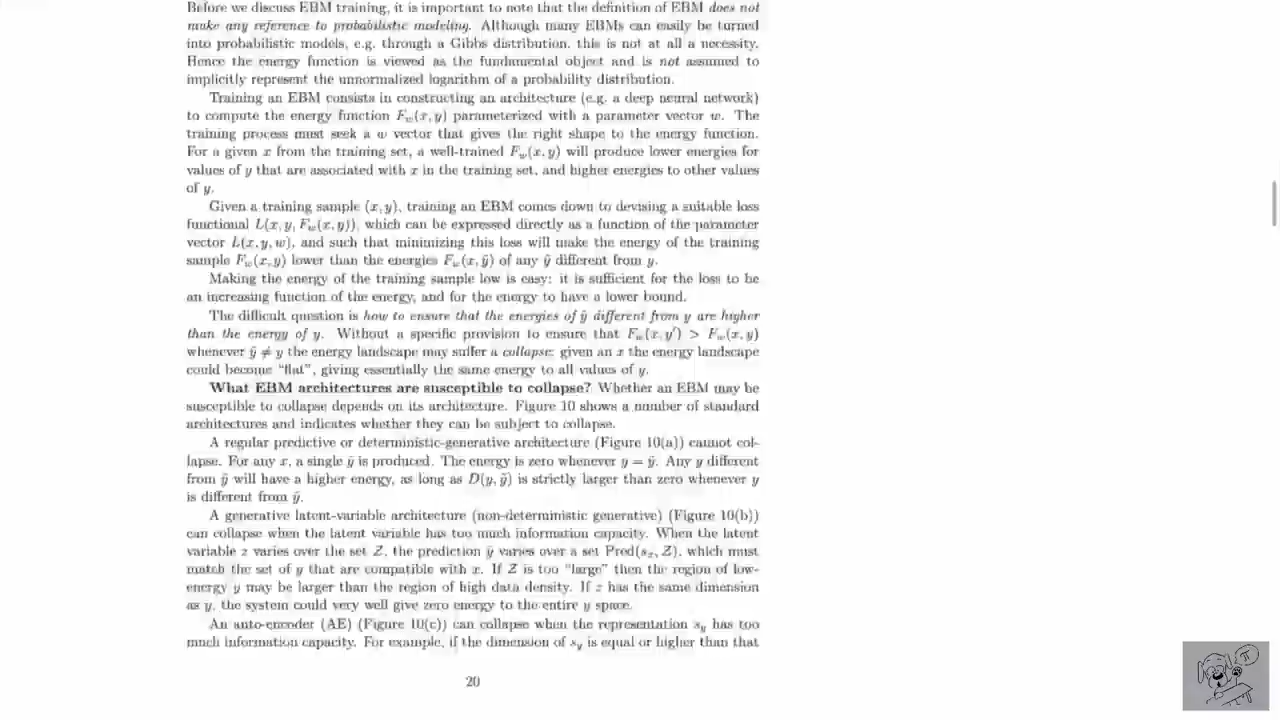 Before we discuss EBM training, it is important to note that the definition of EBM does not
make any reference to probabilistic modeling. Although many EBMs can easily be turned
into probabilistic models, e.g. through a Gibbs distribution, this is not at all a necessity.
Hence the energy function is viewed as the fundamental object and is not assumed to
implicitly represent the unnormalized logarithm of a probability distribution.
Training an EBM consists in constructing an architecture (e.g. a deep neural network)
to compute the energy function F_w(x, y) parameterized with a parameter vector w. The
training process must seek a w vector that gives the right shape to the energy function.
For a given x from the training set, a well-trained F_w(x, y) will produce lower energies for
values of y that are associated with x in the training set, and higher energies to other values
of y.
Given a training sample (x, y), training an EBM comes down to devising a suitable loss
functional L(x, y, F_w(x, y)), which can be expressed directly as a function of the parameter
vector L(x, y, w), and such that minimizing this loss will make the energy of the training
sample F_w(x, y) lower than the energies F_w(x, ŷ) of any ŷ different from y.
Making the energy of the training sample low is easy: it is sufficient for the loss to be
an increasing function of the energy, and for the energy to have a lower bound.
The difficult question is how to ensure that the energies of ŷ different from y are higher
than the energy of y. Without a specific provision to ensure that F_w(x, y') > F_w(x, y)
whenever ŷ ≠ y the energy landscape may suffer a collapse: given an x the energy landscape
could become "flat", giving essentially the same energy to all values of y.
What EBM architectures are susceptible to collapse? Whether an EBM may be
susceptible to collapse depends on its architecture. Figure 10 shows a number of standard
architectures and indicates whether they can be subject to collapse.
A regular predictive or deterministic-generative architecture (Figure 10(a)) cannot col-
lapse. For any x, a single ỹ is produced. The energy is zero whenever y = ỹ. Any y different
from ỹ will have a higher energy, as long as D(y, ỹ) is strictly larger than zero whenever y
is different from ỹ.
A generative latent-variable architecture (non-deterministic generative) (Figure 10(b))
can collapse when the latent variable has too much information capacity. When the latent
variable z varies over the set Z, the prediction ỹ varies over a set Pred(s_x, Z), which must
match the set of y that are compatible with x. If Z is too "large" then the region of low-
energy y may be larger than the region of high data density. If z has the same dimension
as y, the system could very well give zero energy to the entire y space.
An auto-encoder (AE) (Figure 10(c)) can collapse when the representation s_y has too
much information capacity. For example, if the dimension of s_y is equal or higher than that
20
π